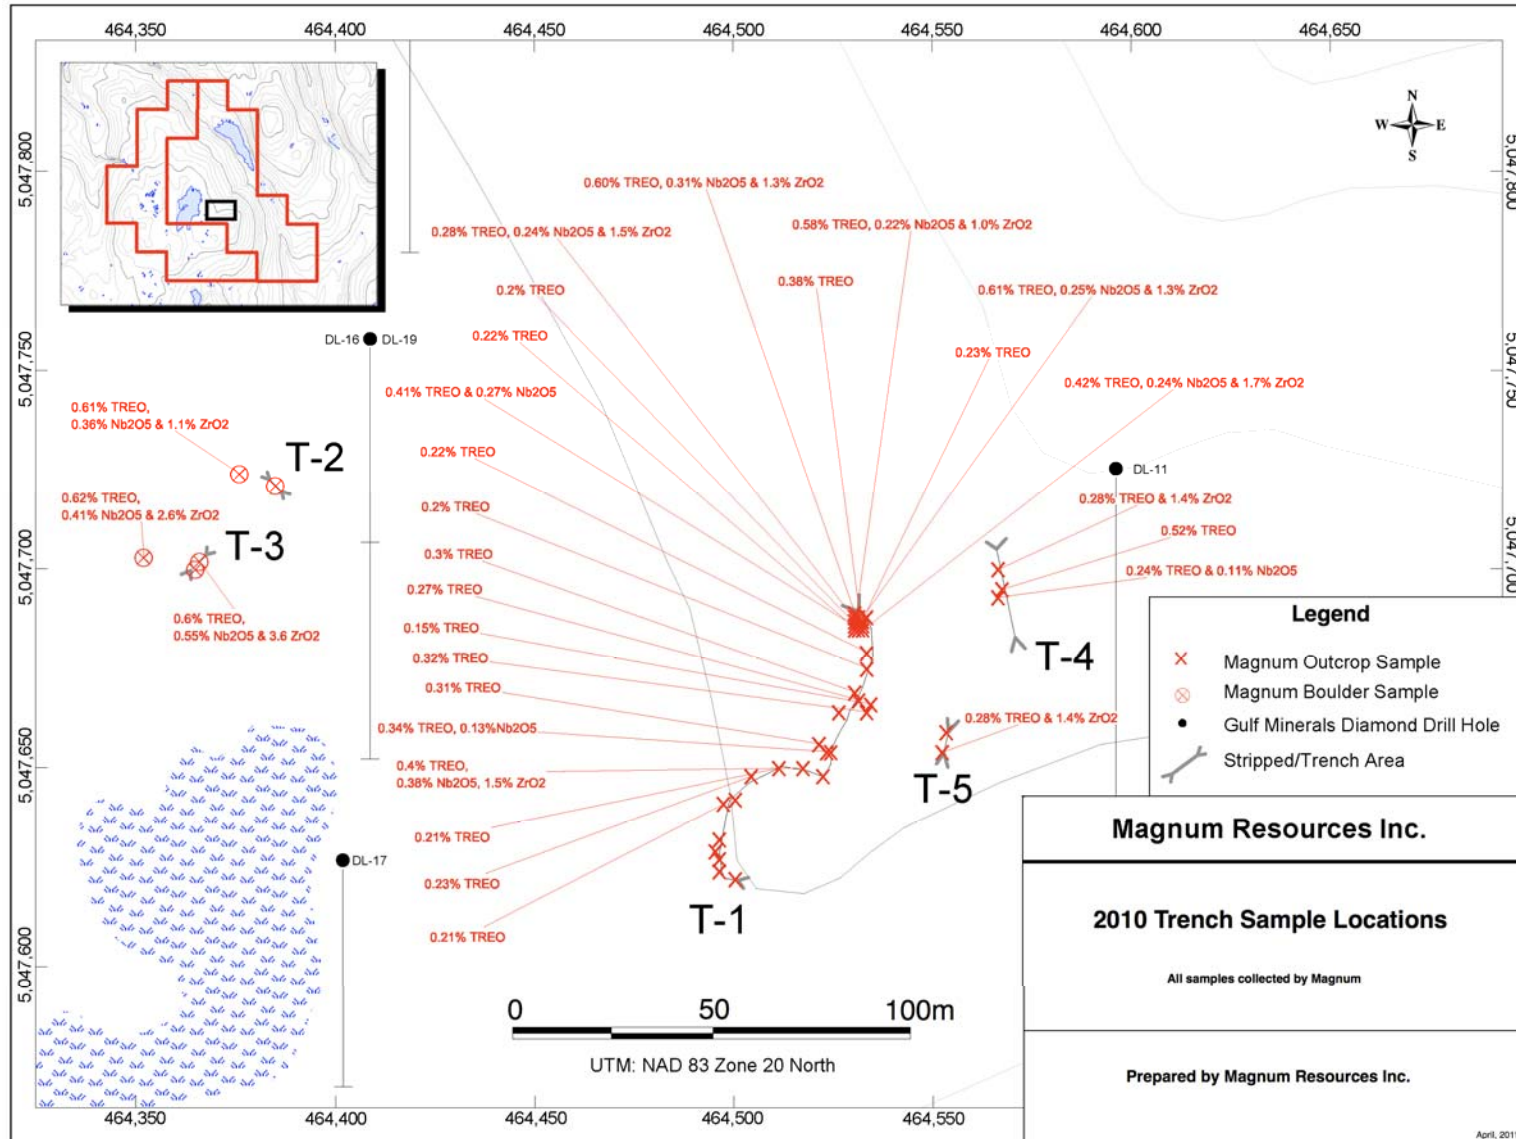 464,350
464,400
464,450
464,500
464,550
464,600
464,650
5,047,800
5,047,750
5,047,700
5,047,650
5,047,600
5,047,800
5,047,750
5,047,700
N
W
E
S
0.60% TREO, 0.31% Nb2O5 & 1.3% ZrO2
0.58% TREO, 0.22% Nb2O5 & 1.0% ZrO2
0.28% TREO, 0.24% Nb2O5 & 1.5% ZrO2
0.38% TREO
0.2% TREO
0.61% TREO, 0.25% Nb2O5 & 1.3% ZrO2
0.22% TREO
0.23% TREO
0.41% TREO & 0.27% Nb2O5
0.42% TREO, 0.24% Nb2O5 & 1.7% ZrO2
DL-16
DL-19
0.61% TREO,
0.36% Nb2O5 & 1.1% ZrO2
T-2
0.62% TREO,
0.41% Nb2O5 & 2.6% ZrO2
T-3
0.6% TREO,
0.55% Nb2O5 & 3.6 ZrO2
0.22% TREO
0.2% TREO
0.3% TREO
0.27% TREO
0.15% TREO
0.32% TREO
0.31% TREO
0.34% TREO, 0.13%Nb2O5
0.4% TREO,
0.38% Nb2O5, 1.5% ZrO2
0.21% TREO
0.23% TREO
0.21% TREO
DL-11
0.28% TREO & 1.4% ZrO2
0.52% TREO
0.24% TREO & 0.11% Nb2O5
T-4
0.28% TREO & 1.4% ZrO2
T-5
T-1
DL-17
Legend
Magnum Outcrop Sample
Magnum Boulder Sample
Gulf Minerals Diamond Drill Hole
Stripped/Trench Area
Magnum Resources Inc.
2010 Trench Sample Locations
All samples collected by Magnum
Prepared by Magnum Resources Inc.
0
50
100m
UTM: NAD 83 Zone 20 North
464,350
464,400
464,450
464,500
464,550
April, 201